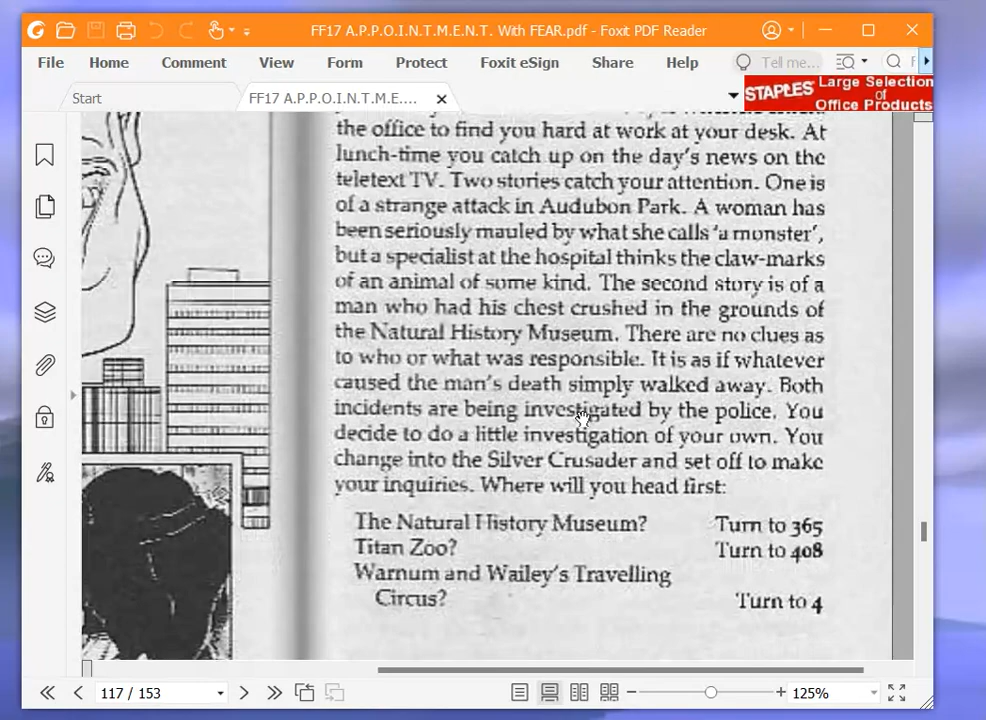 FF17 A.P.P.O.I.N.T.M.E.N.T. With FEAR.pdf - Foxit PDF Reader
File Home Comment View Form Protect Foxit eSign Share Help Tell me... F
Start FF17 A.P.P.O.I.N.T.M.E....
STAPLES Large Selection
of
Office Products
the office to find you hard at work at your desk. At
lunch-time you catch up on the day's news on the
teletext TV. Two stories catch your attention. One is
of a strange attack in Audubon Park. A woman has
been seriously mauled by what she calls 'a monster',
but a specialist at the hospital thinks the claw-marks
of an animal of some kind. The second story is of a
man who had his chest crushed in the grounds of
the Natural History Museum. There are no clues as
to who or what was responsible. It is as if whatever
caused the man's death simply walked away. Both
incidents are being investigated by the police. You
decide to do a little investigation of your own. You
change into the Silver Crusader and set off to make
your inquiries. Where will you head first:
The Natural History Museum? Turn to 365
Titan Zoo? Turn to 408
Warnum and Wailey's Travelling
Circus? Turn to 4
117 / 153 125%